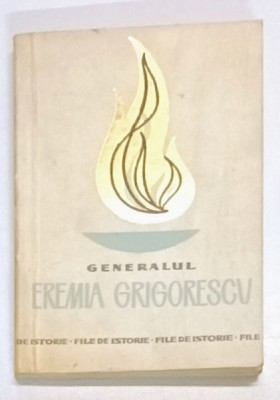 GENERALUL
EREMIA GRIGORESCU
DE ISTORIE · FILE DE ISTORIE · FILE DE ISTORIE · FILE